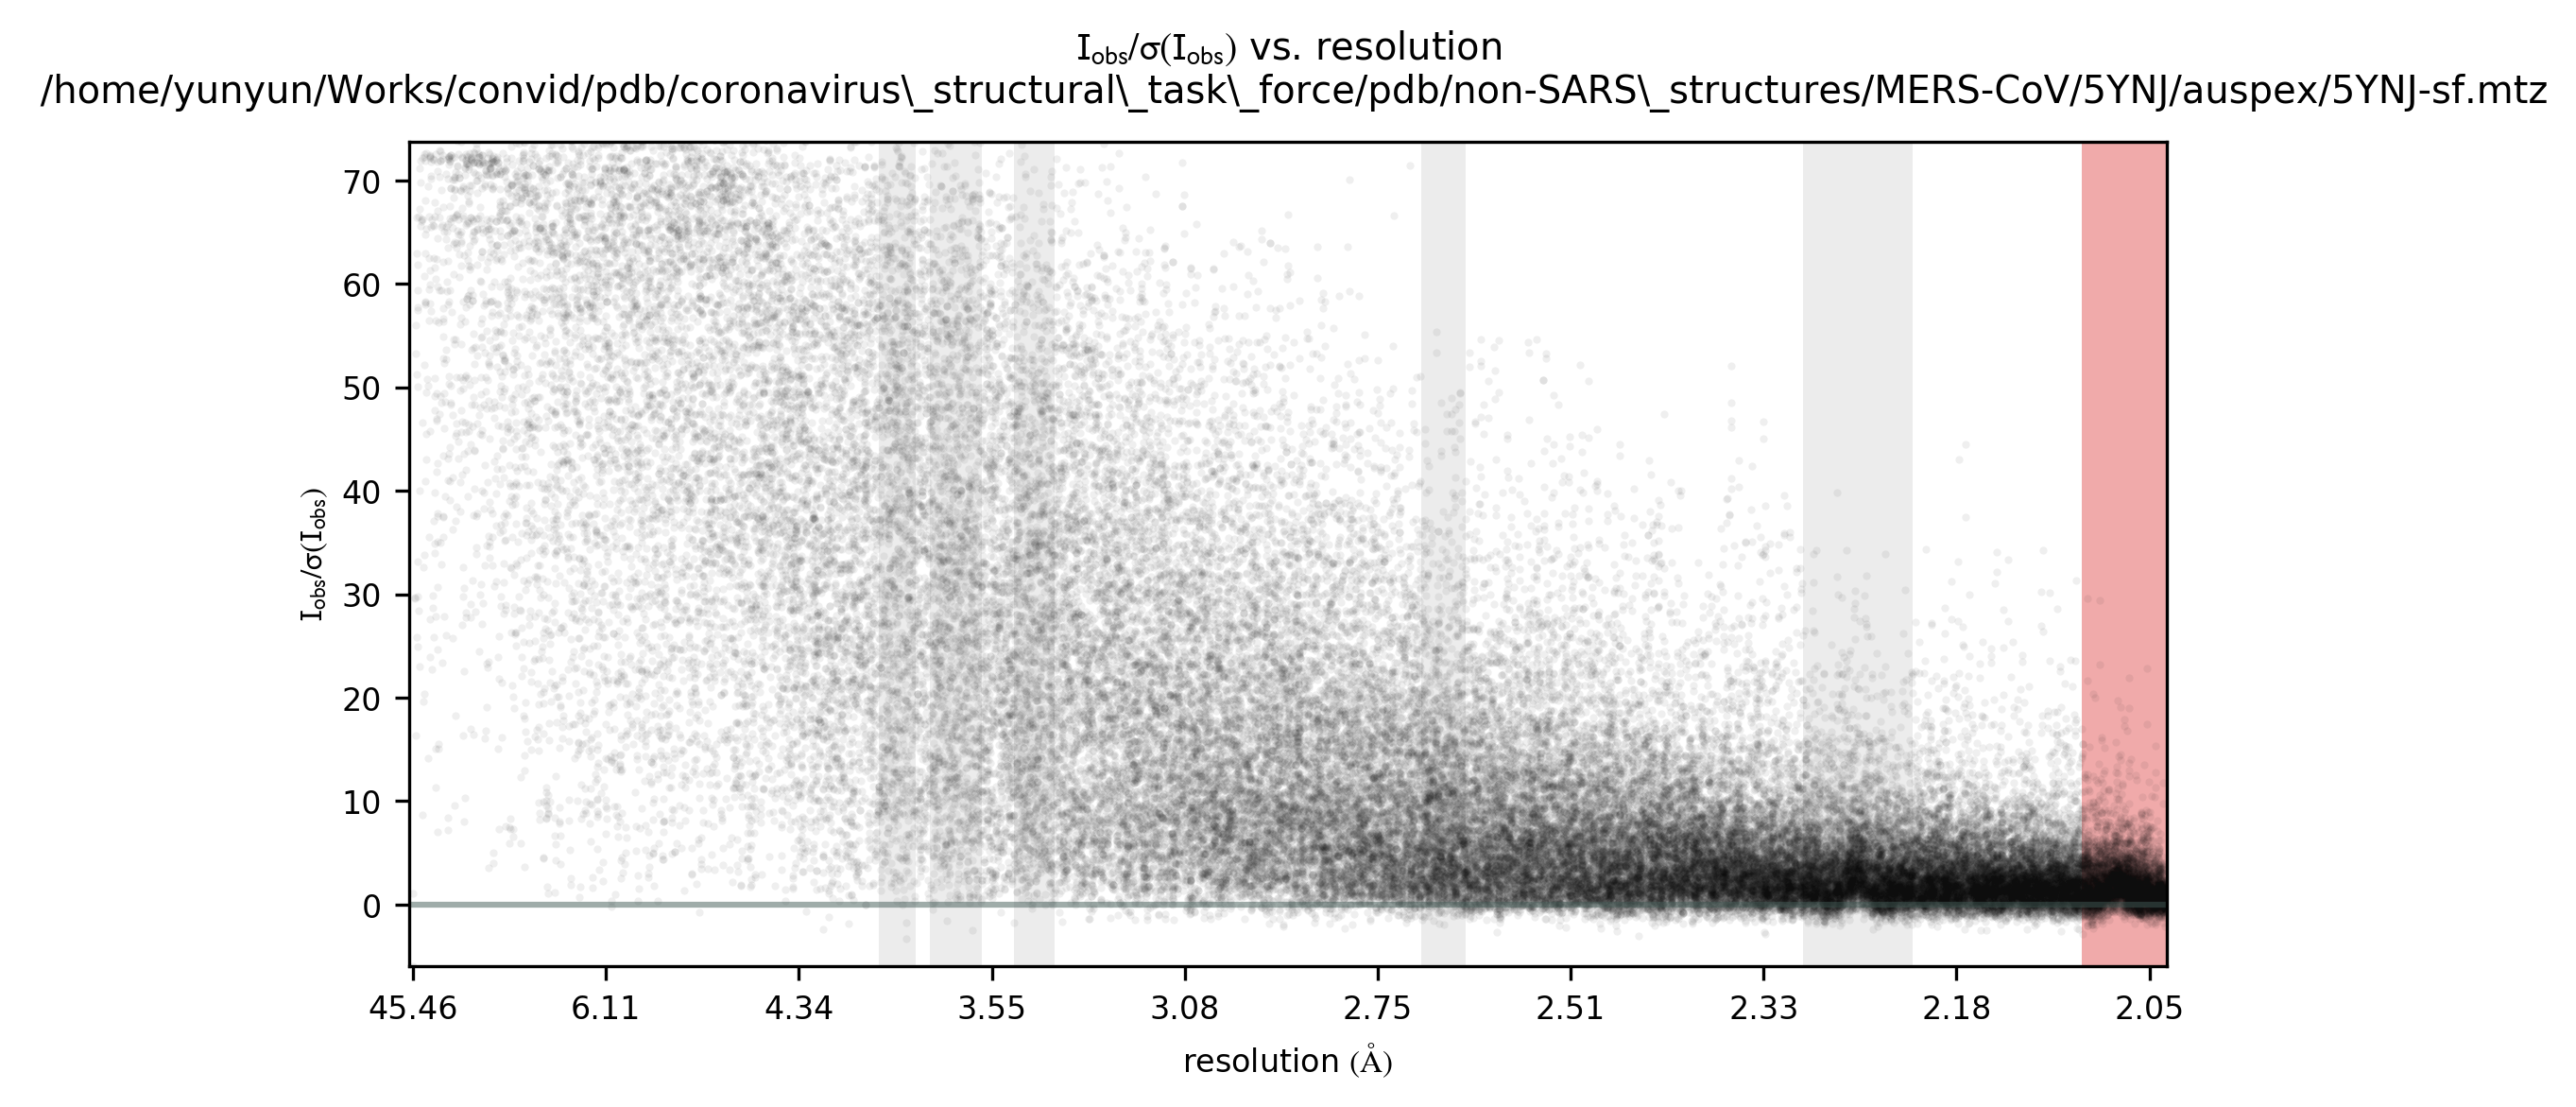 Iobs/σ(Iobs) vs. resolution
/home/yunyun/Works/convid/pdb/coronavirus\_structural\_task\_force/pdb/non-SARS\_structures/MERS-CoV/5YNJ/auspex/5YNJ-sf.mtz
Iobs/σ(Iobs)
70
60
50
40
30
20
10
0
45.46 6.11 4.34 3.55 3.08 2.75 2.51 2.33 2.18 2.05
resolution (Å)